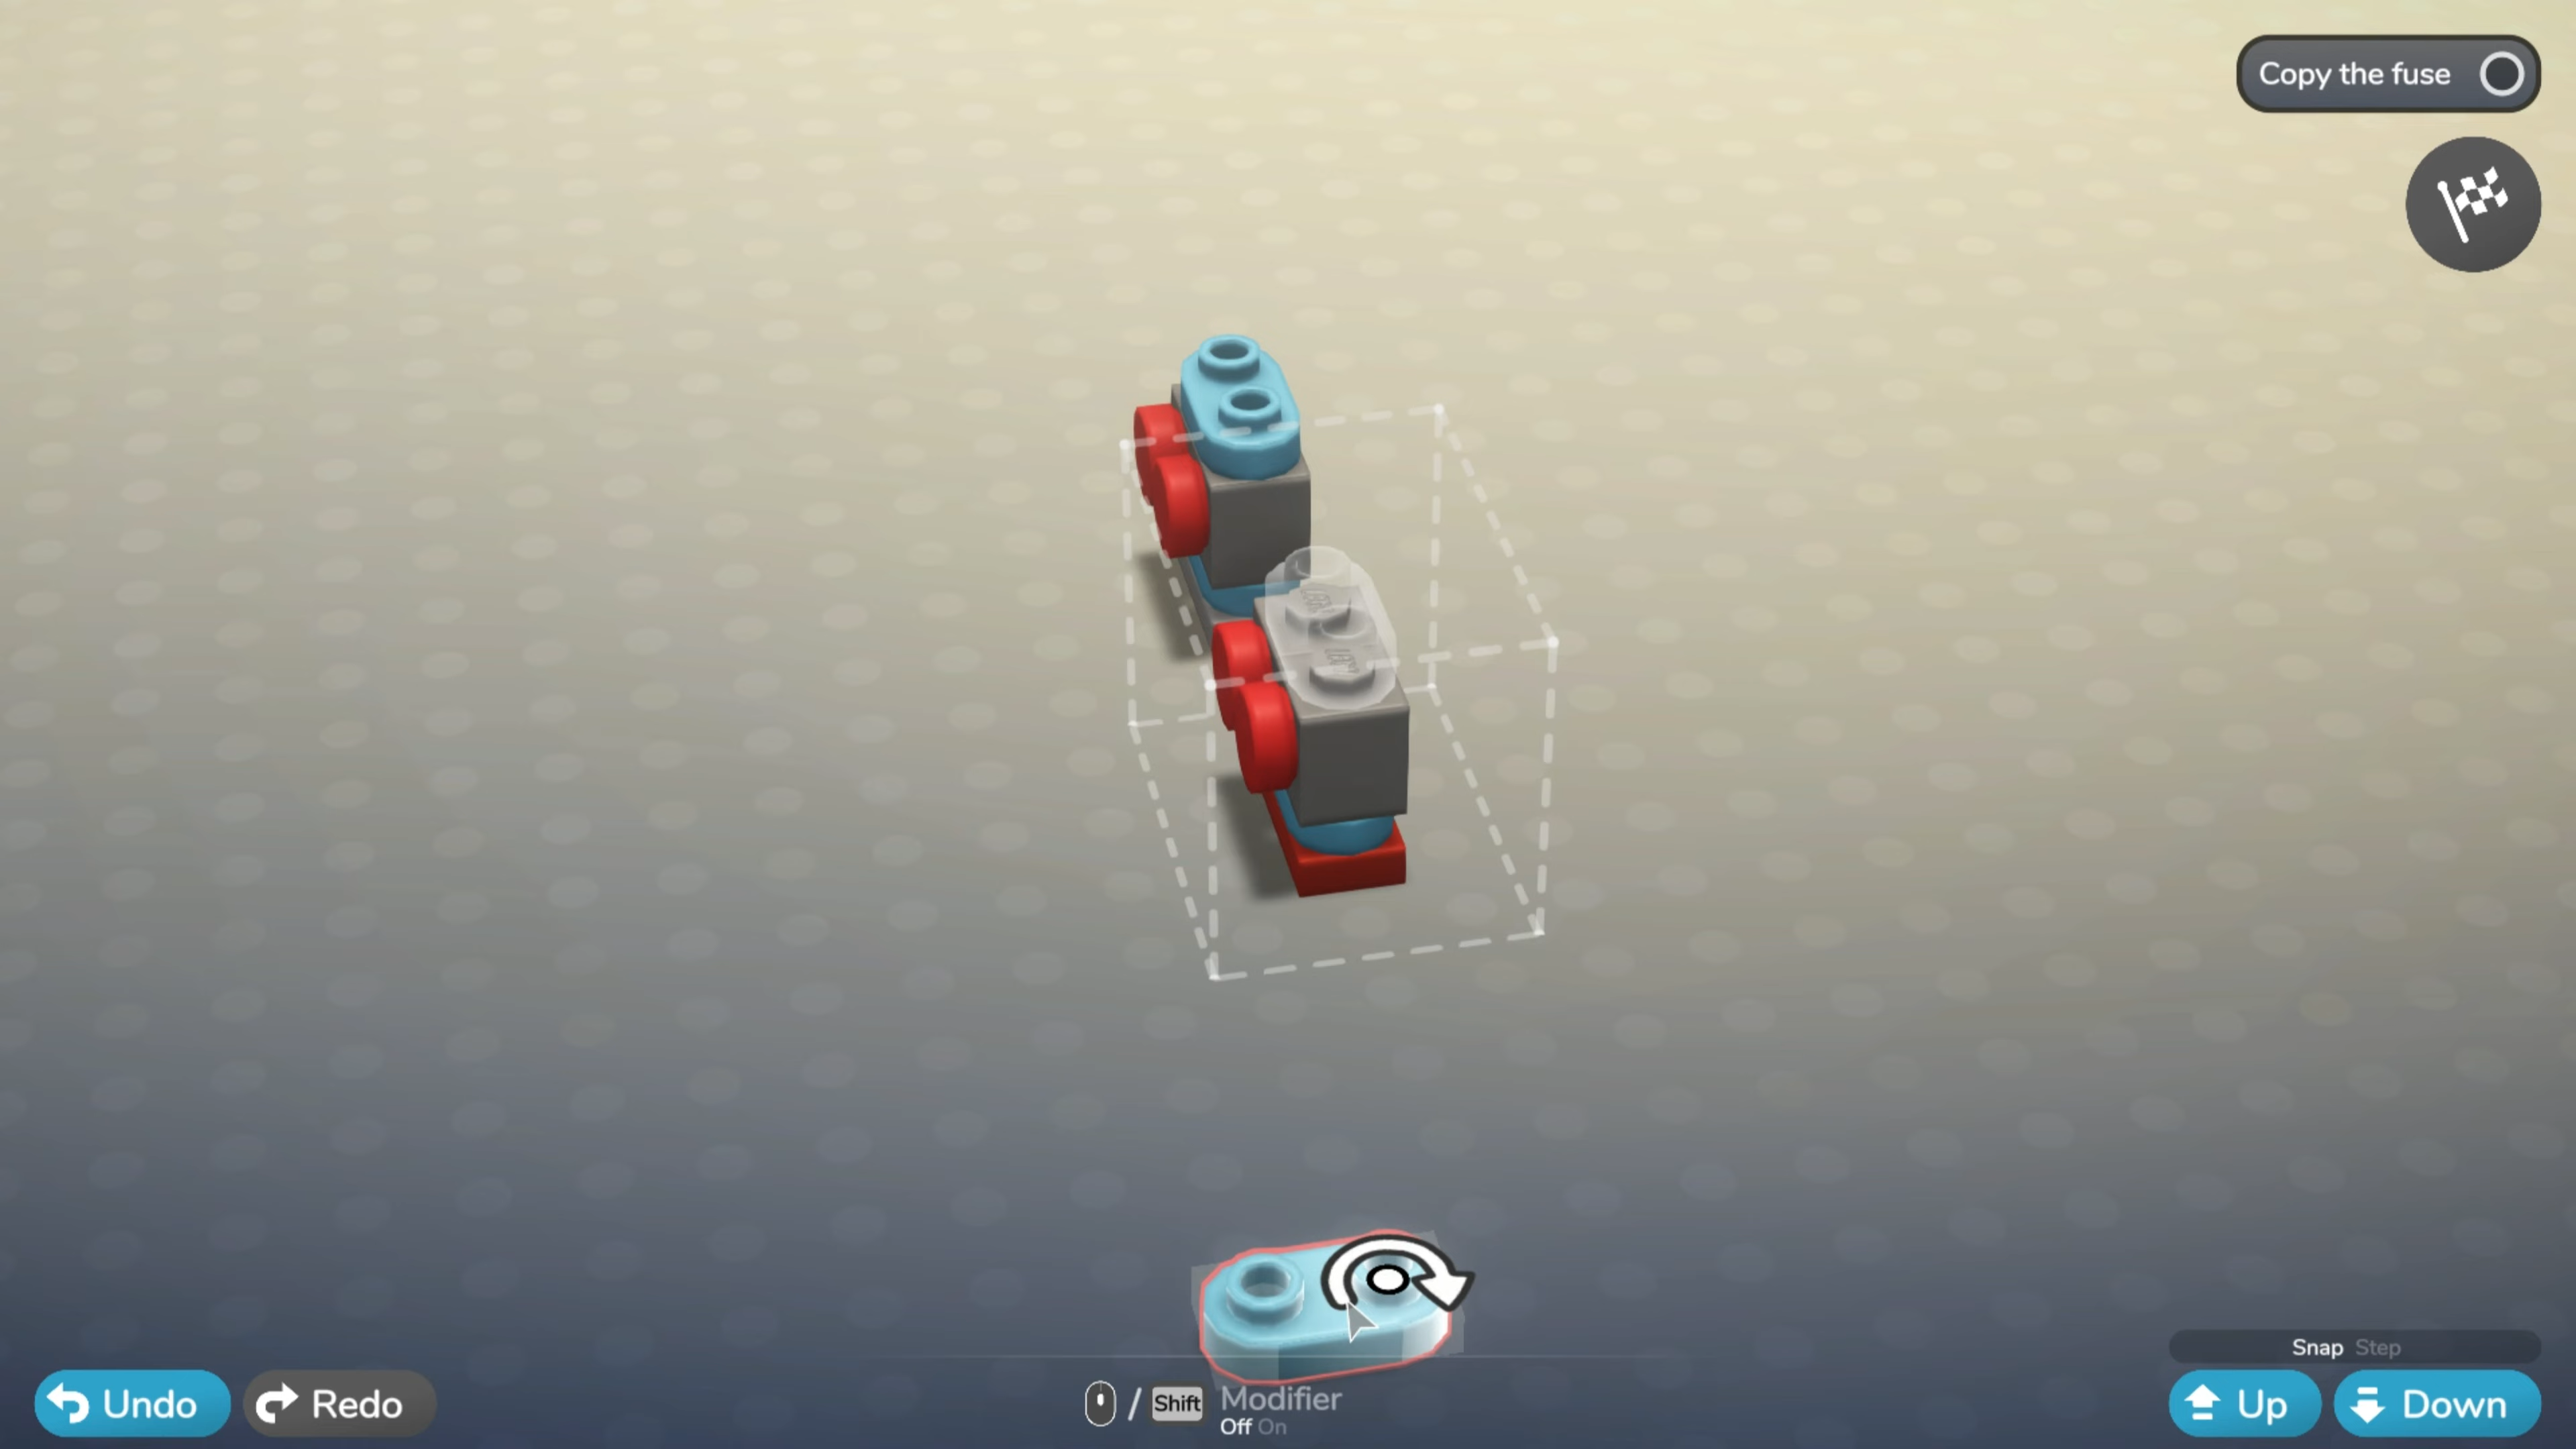 Copy the fuse
Snap Step
Undo
Redo
/ Shift Modifier
Off On
Up
Down